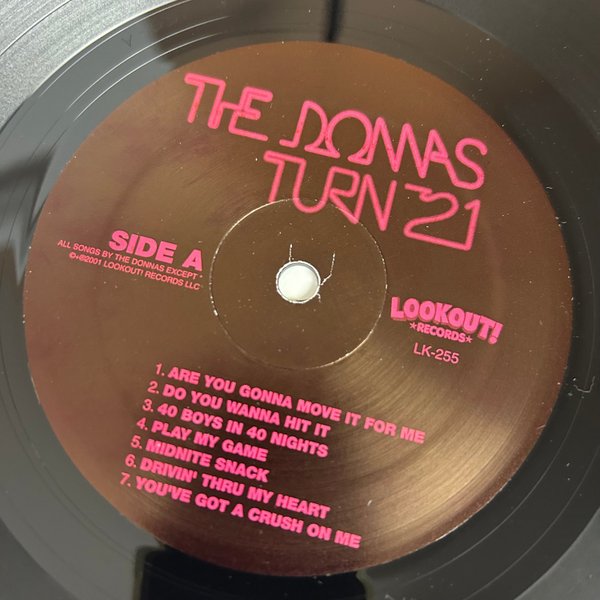 THE DONNAS
TURN 21
SIDE A
ALL SONGS BY THE DONNAS EXCEPT *
©+℗2001 LOOKOUT! RECORDS LLC
LOOKOUT!
★RECORDS★
LK-255
1. ARE YOU GONNA MOVE IT FOR ME
2. DO YOU WANNA HIT IT
3. 40 BOYS IN 40 NIGHTS
4. PLAY MY GAME
5. MIDNITE SNACK
6. DRIVIN' THRU MY HEART
7. YOU'VE GOT A CRUSH ON ME